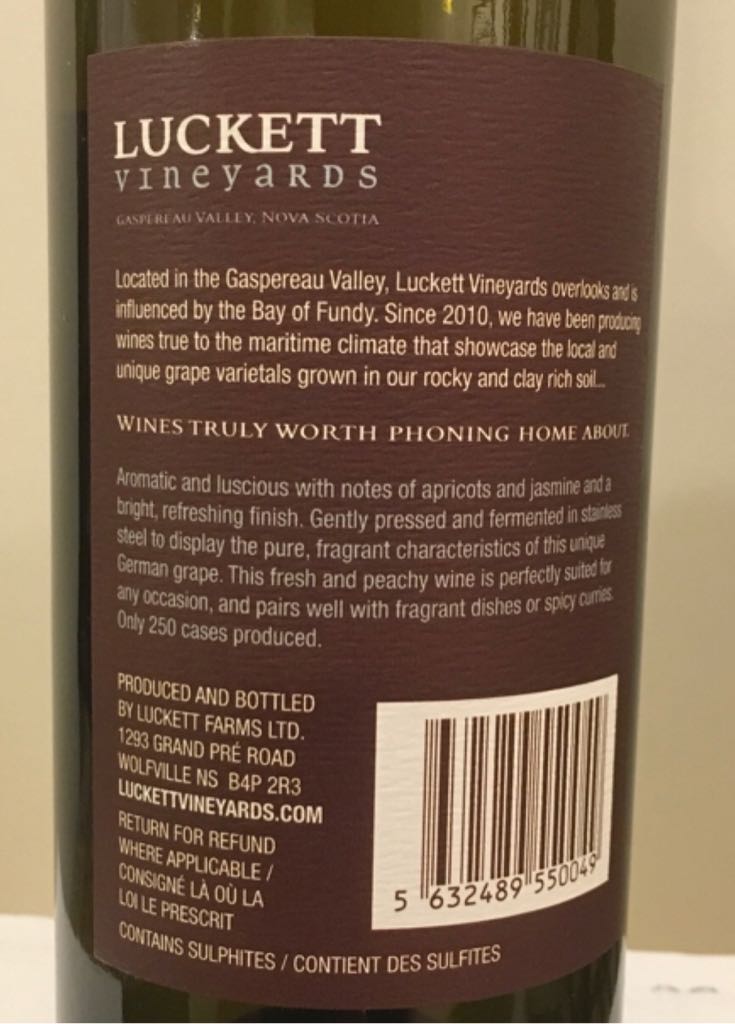 LUCKETT
VINEYARDS
GASPEREAU VALLEY, NOVA SCOTIA
Located in the Gaspereau Valley, Luckett Vineyards overlooks and is
influenced by the Bay of Fundy. Since 2010, we have been producing
wines true to the maritime climate that showcase the local and
unique grape varietals grown in our rocky and clay rich soil...
WINES TRULY WORTH PHONING HOME ABOUT.
Aromatic and luscious with notes of apricots and jasmine and a
bright, refreshing finish. Gently pressed and fermented in stainless
steel to display the pure, fragrant characteristics of this unique
German grape. This fresh and peachy wine is perfectly suited for
any occasion, and pairs well with fragrant dishes or spicy curries.
Only 250 cases produced.
PRODUCED AND BOTTLED
BY LUCKETT FARMS LTD.
1293 GRAND PRÉ ROAD
WOLFVILLE NS B4P 2R3
LUCKETTVINEYARDS.COM
RETURN FOR REFUND
WHERE APPLICABLE /
CONSIGNÉ LÀ OÙ LA
LOI LE PRESCRIT
CONTAINS SULPHITES / CONTIENT DES SULFITES
5 632489 550049